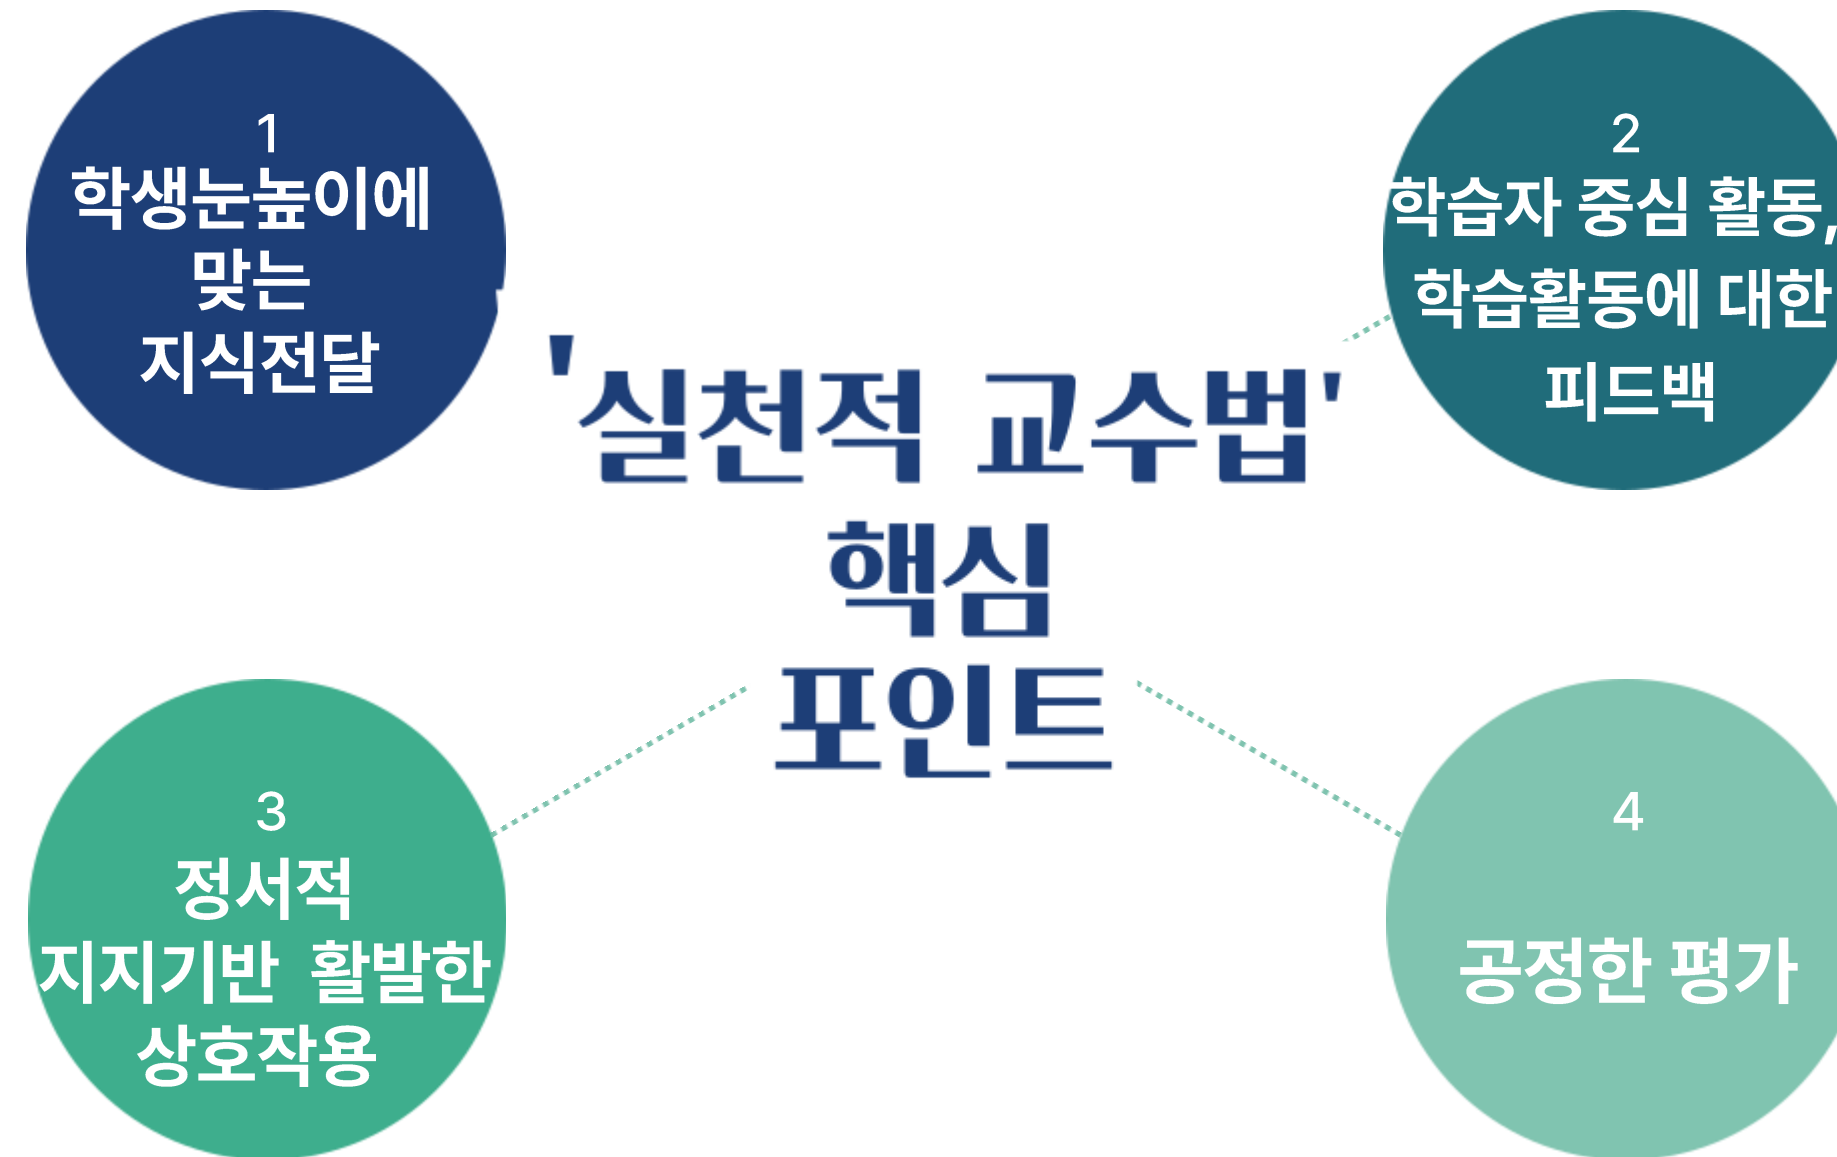 1
학생눈높이에
맞는
지식전달
2
학습자 중심 활동,
학습활동에 대한
피드백
'실천적 교수법'
핵심
포인트
3
정서적
지지기반 활발한
상호작용
4
공정한 평가